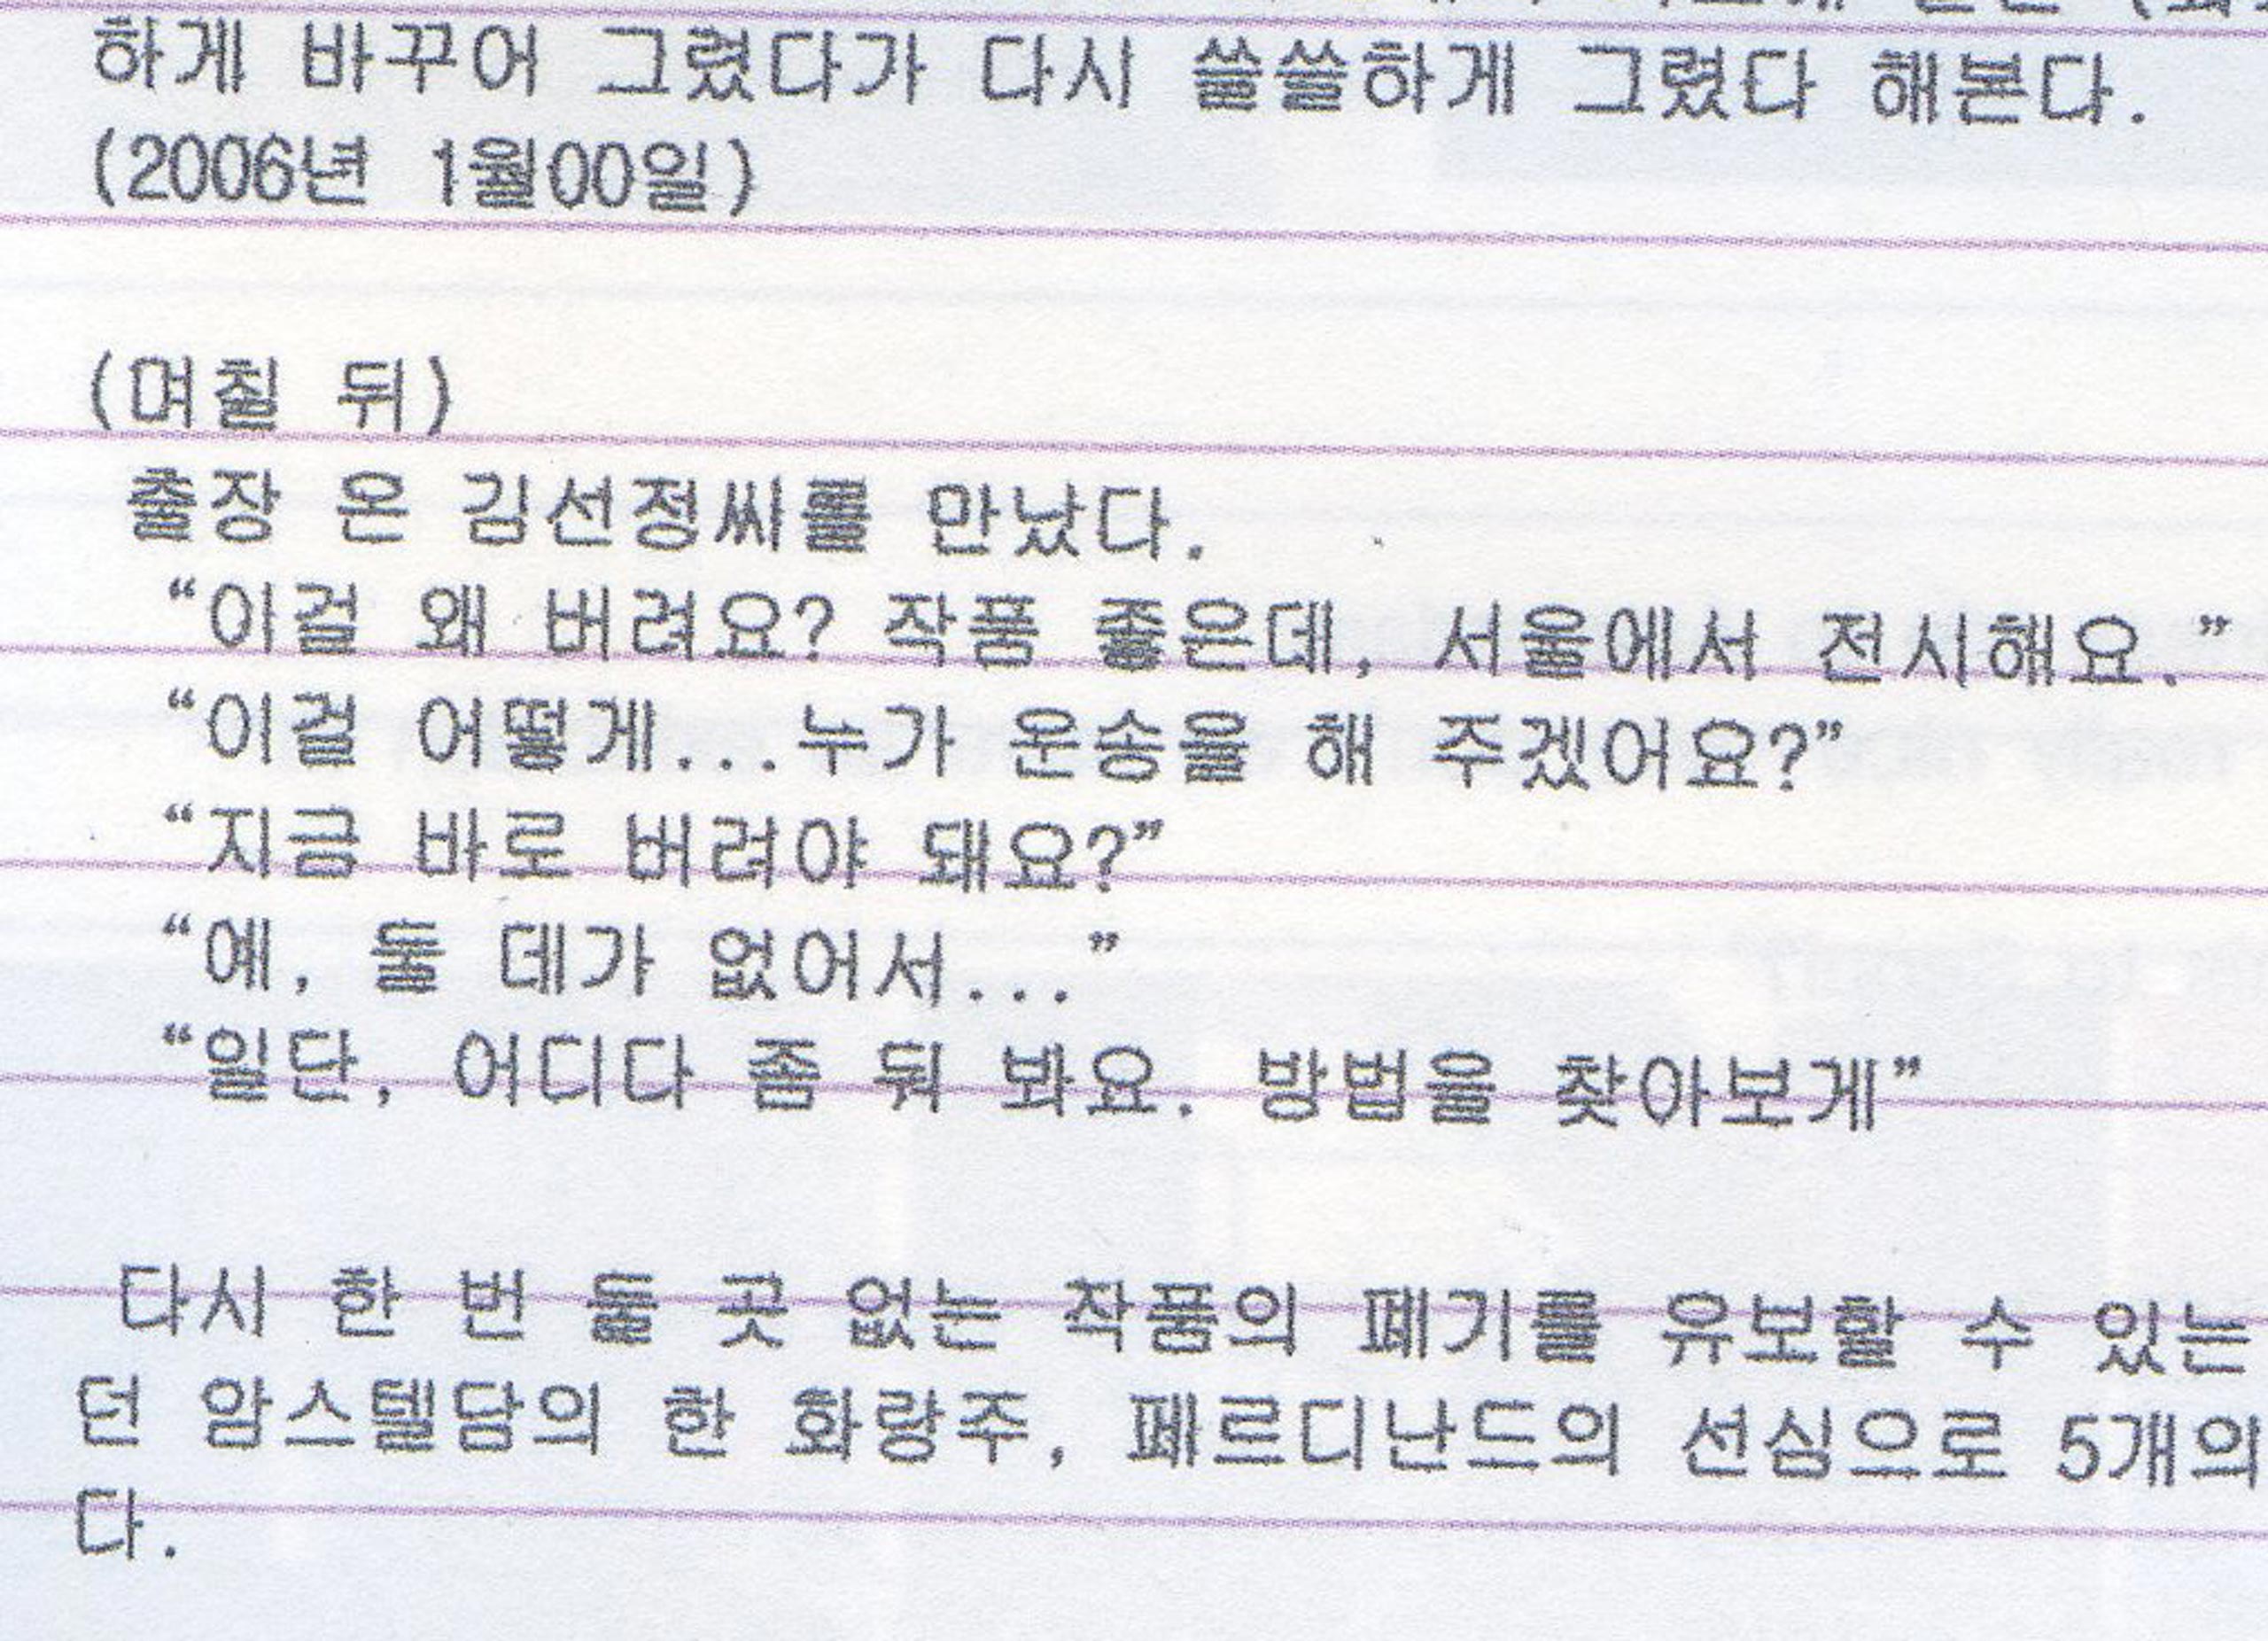 하게 바꾸어 그렸다가 다시 쓸쓸하게 그렸다 해본다.
(2006년 1월00일)
(며칠 뒤)
출장 온 김선정씨를 만났다.
“이걸 왜 버려요? 작품 좋은데, 서울에서 전시해요.”
“이걸 어떻게...누가 운송을 해 주겠어요?”
“지금 바로 버려야 돼요?”
“예, 둘 데가 없어서...”
“일단, 어디다 좀 둬 봐요. 방법을 찾아보게”
다시 한 번 둘 곳 없는 작품의 폐기를 유보할 수 있는
던 암스텔담의 한 화랑주, 페르디난드의 선심으로 5개의
다.